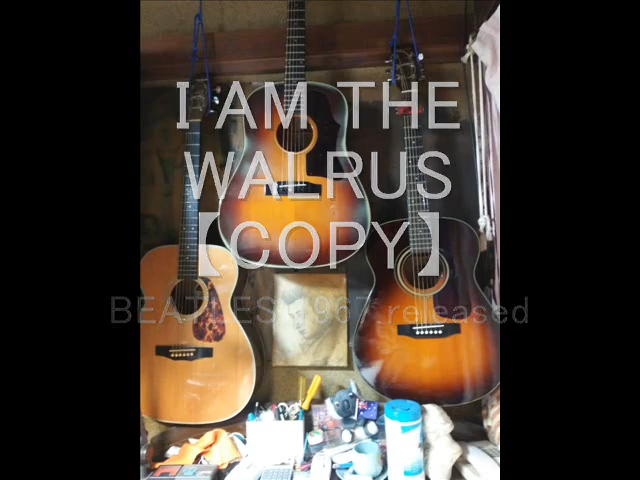 I AM THE
WALRUS
【COPY】
BEATLES 1967 released